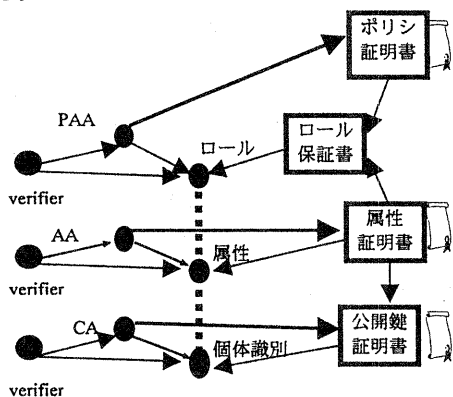 ポリシ
証明書
PAA
ロール
ロール
保証書
verifier
AA
属性
属性
証明書
verifier
CA
個体識別
公開鍵
証明書
verifier